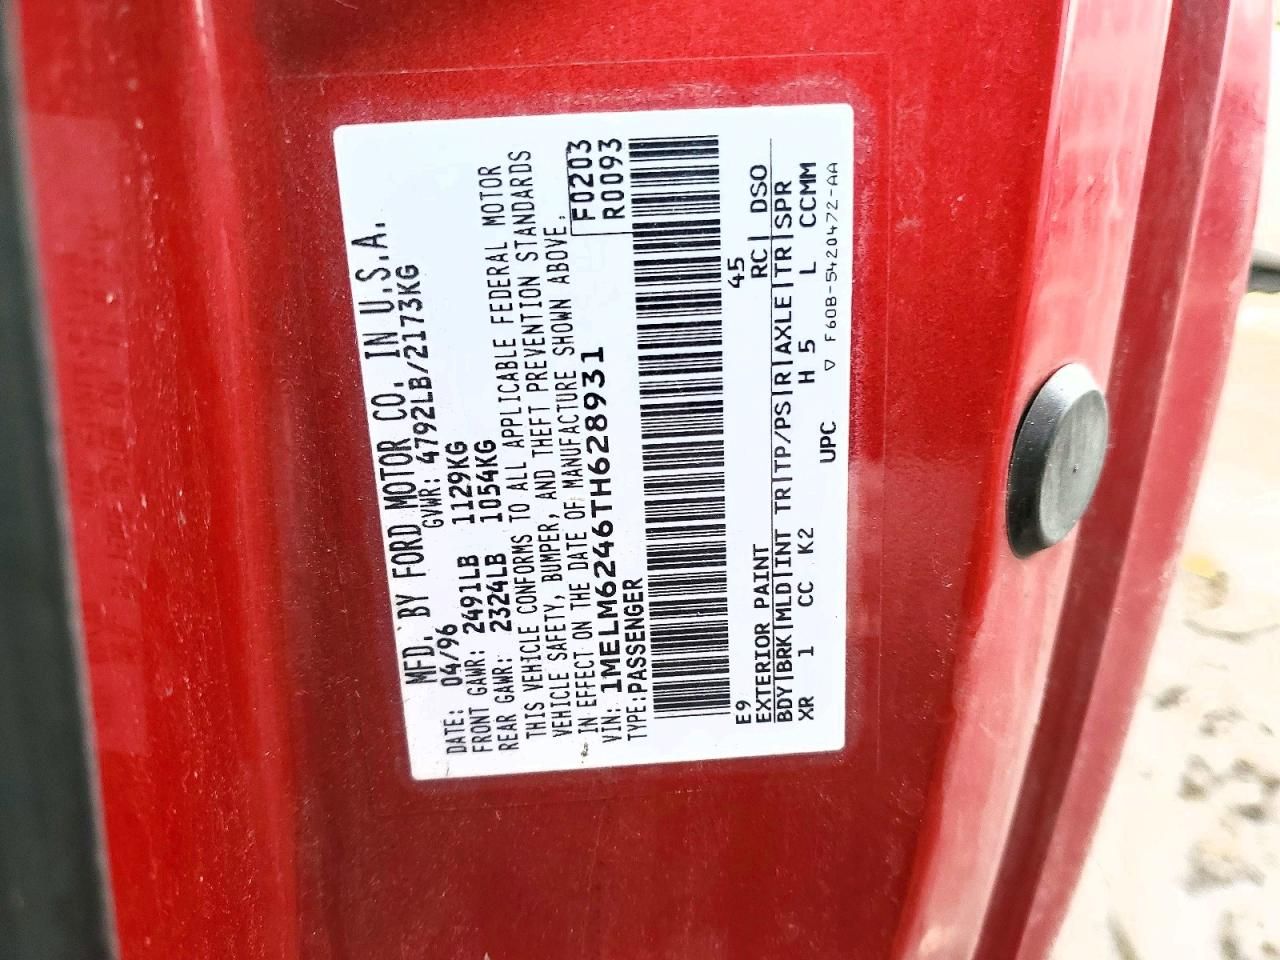 MFD. BY FORD MOTOR CO. IN U.S.A.
DATE: 04/96 GVWR: 4792LB/2173KG
FRONT GAWR: 2491LB 1129KG
REAR GAWR: 2324LB 1054KG
THIS VEHICLE CONFORMS TO ALL APPLICABLE FEDERAL MOTOR
VEHICLE SAFETY, BUMPER, AND THEFT PREVENTION STANDARDS
IN EFFECT ON THE DATE OF MANUFACTURE SHOWN ABOVE.
VIN: 1MELM6246TH628931 F0203
TYPE: PASSENGER R0093
E9 45
EXTERIOR PAINT RC| DSO
BDY|BRK|MLD|INT TR|TP/PS|R|AXLE|TR|SPR
XR 1 CC K2 H 5 L CCMM
UPC ▽ F60B-5420472-AA